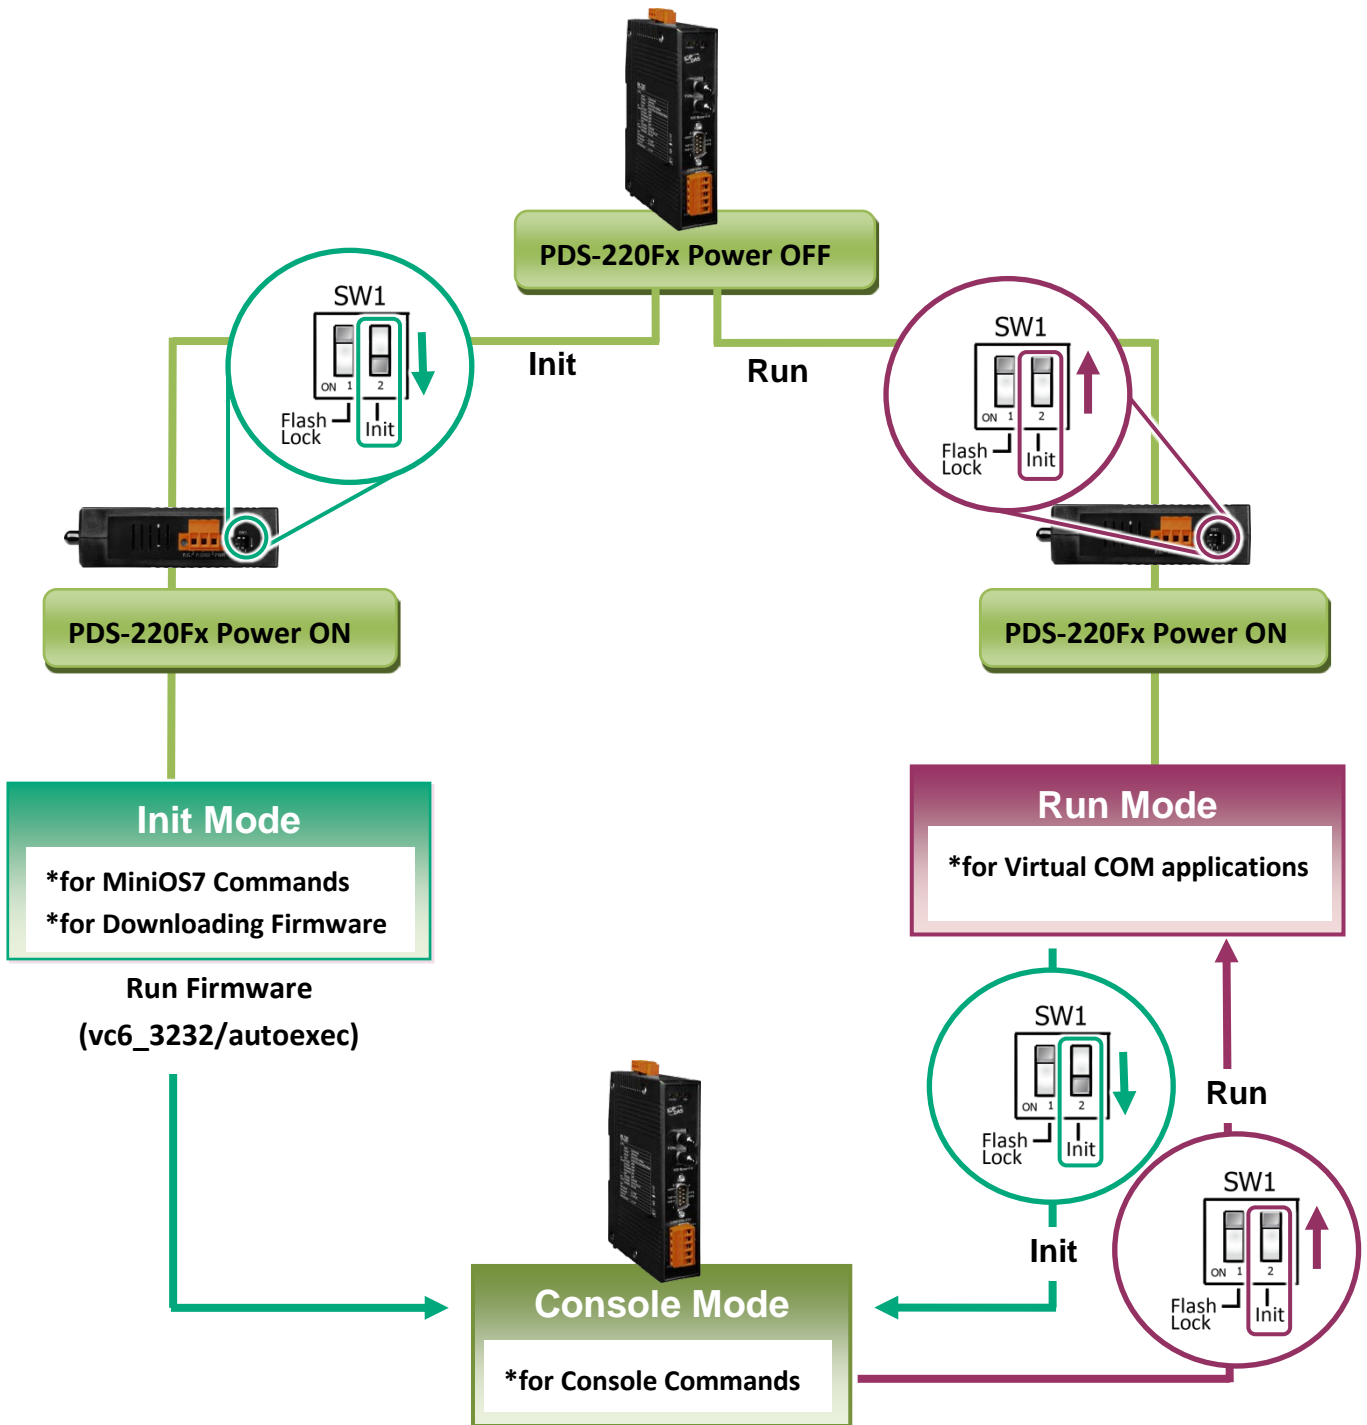 PDS-220Fx Power OFF
SW1
ON 1 2
Flash
Lock
Init
Init
Run
SW1
ON 1 2
Flash
Lock
Init
PDS-220Fx Power ON
PDS-220Fx Power ON
Init Mode
*for MiniOS7 Commands
*for Downloading Firmware
Run Mode
*for Virtual COM applications
Run Firmware
(vc6_3232/autoexec)
SW1
ON 1 2
Flash
Lock
Init
Run
SW1
ON 1 2
Flash
Lock
Init
Init
Console Mode
*for Console Commands